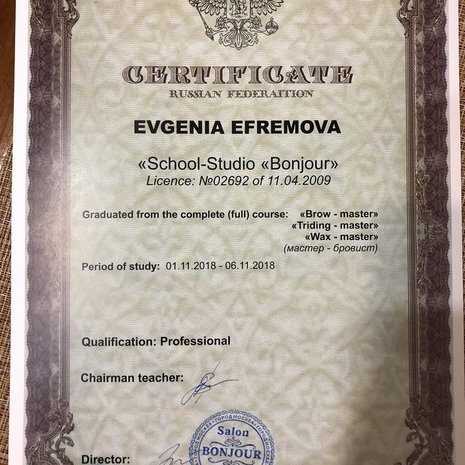 CERTIFICATE
RUSSIAN FEDERAITION
EVGENIA EFREMOVA
«School-Studio «Bonjour»
Licence: №02692 of 11.04.2009
Graduated from the complete (full) course: «Brow - master»
«Triding - master»
«Wax - master»
(мастер - бровист)
Period of study: 01.11.2018 - 06.11.2018
Qualification: Professional
Chairman teacher:
Director:
Salon
BONJOUR